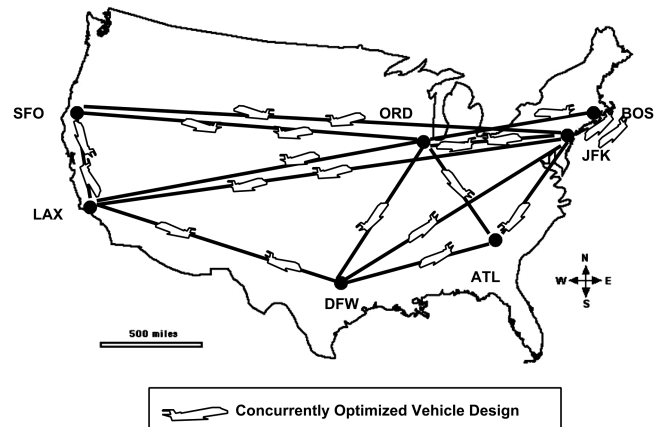 SFO
ORD
BOS
JFK
LAX
ATL
DFW
N
W E
S
500 miles
Concurrently Optimized Vehicle Design